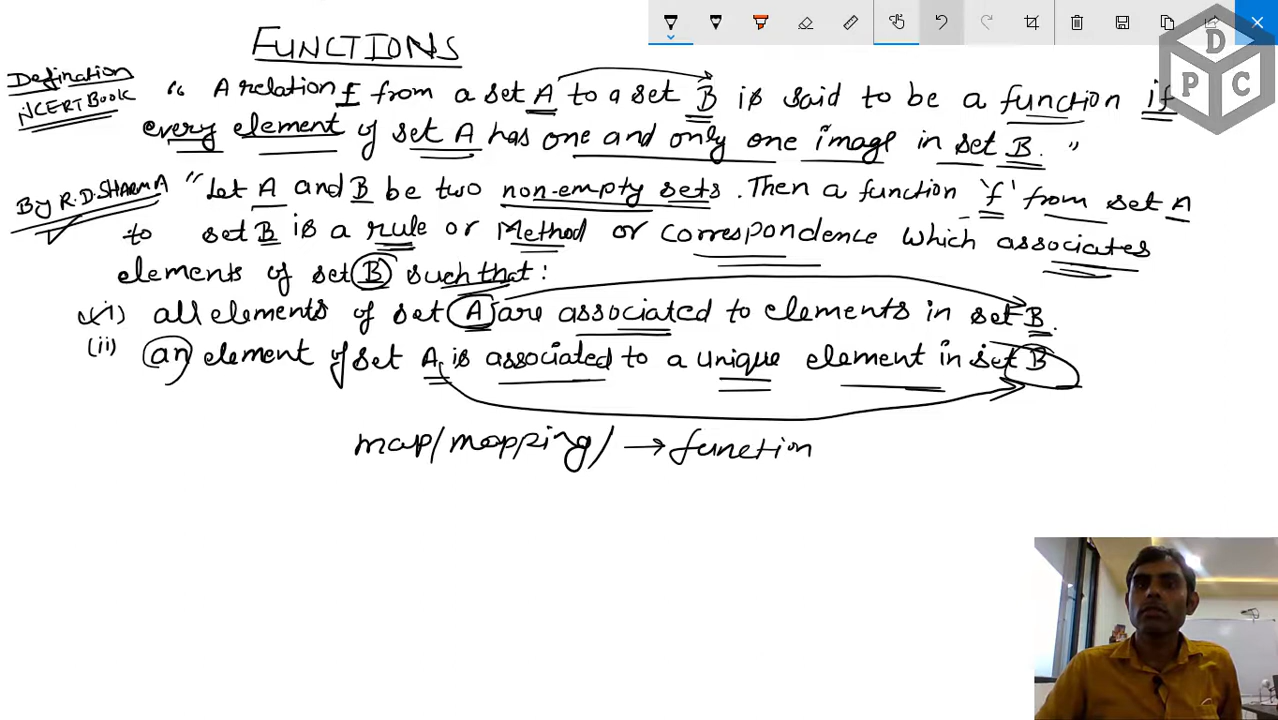 FUNCTIONS
Defination
NCERT Book
" A relation f from a set A to a set B is said to be a function if
every element of set A has one and only one image in set B. "
By R.D. SHARMA
"Let A and B be two non-empty sets. Then a function 'f' from set A
to set B is a rule or Method or correspondence which associates
elements of set B such that:
(i) all elements of set A are associated to elements in set B.
(ii) an element of set A is associated to a unique element in set B
map/mapping/ → function
D
P C